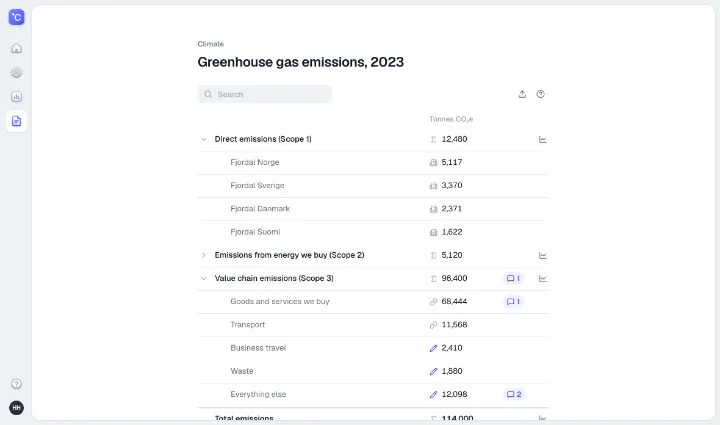 °C
Climate
Greenhouse gas emissions, 2023
Search
Tonnes CO₂e
Direct emissions (Scope 1) Σ 12,480
Fjordal Norge 5,117
Fjordal Sverige 3,370
Fjordal Danmark 2,371
Fjordal Suomi 1,622
Emissions from energy we buy (Scope 2) Σ 5,120
Value chain emissions (Scope 3) Σ 96,400 1
Goods and services we buy 68,444 1
Transport 11,568
Business travel 2,410
Waste 1,880
Everything else 12,098 2
Total emissions Σ 114,000
HH